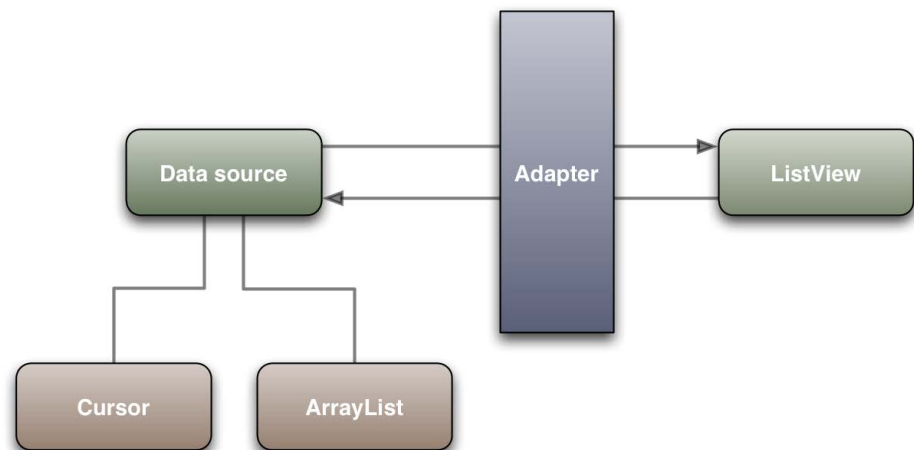 Data source
Adapter
ListView
Cursor
ArrayList